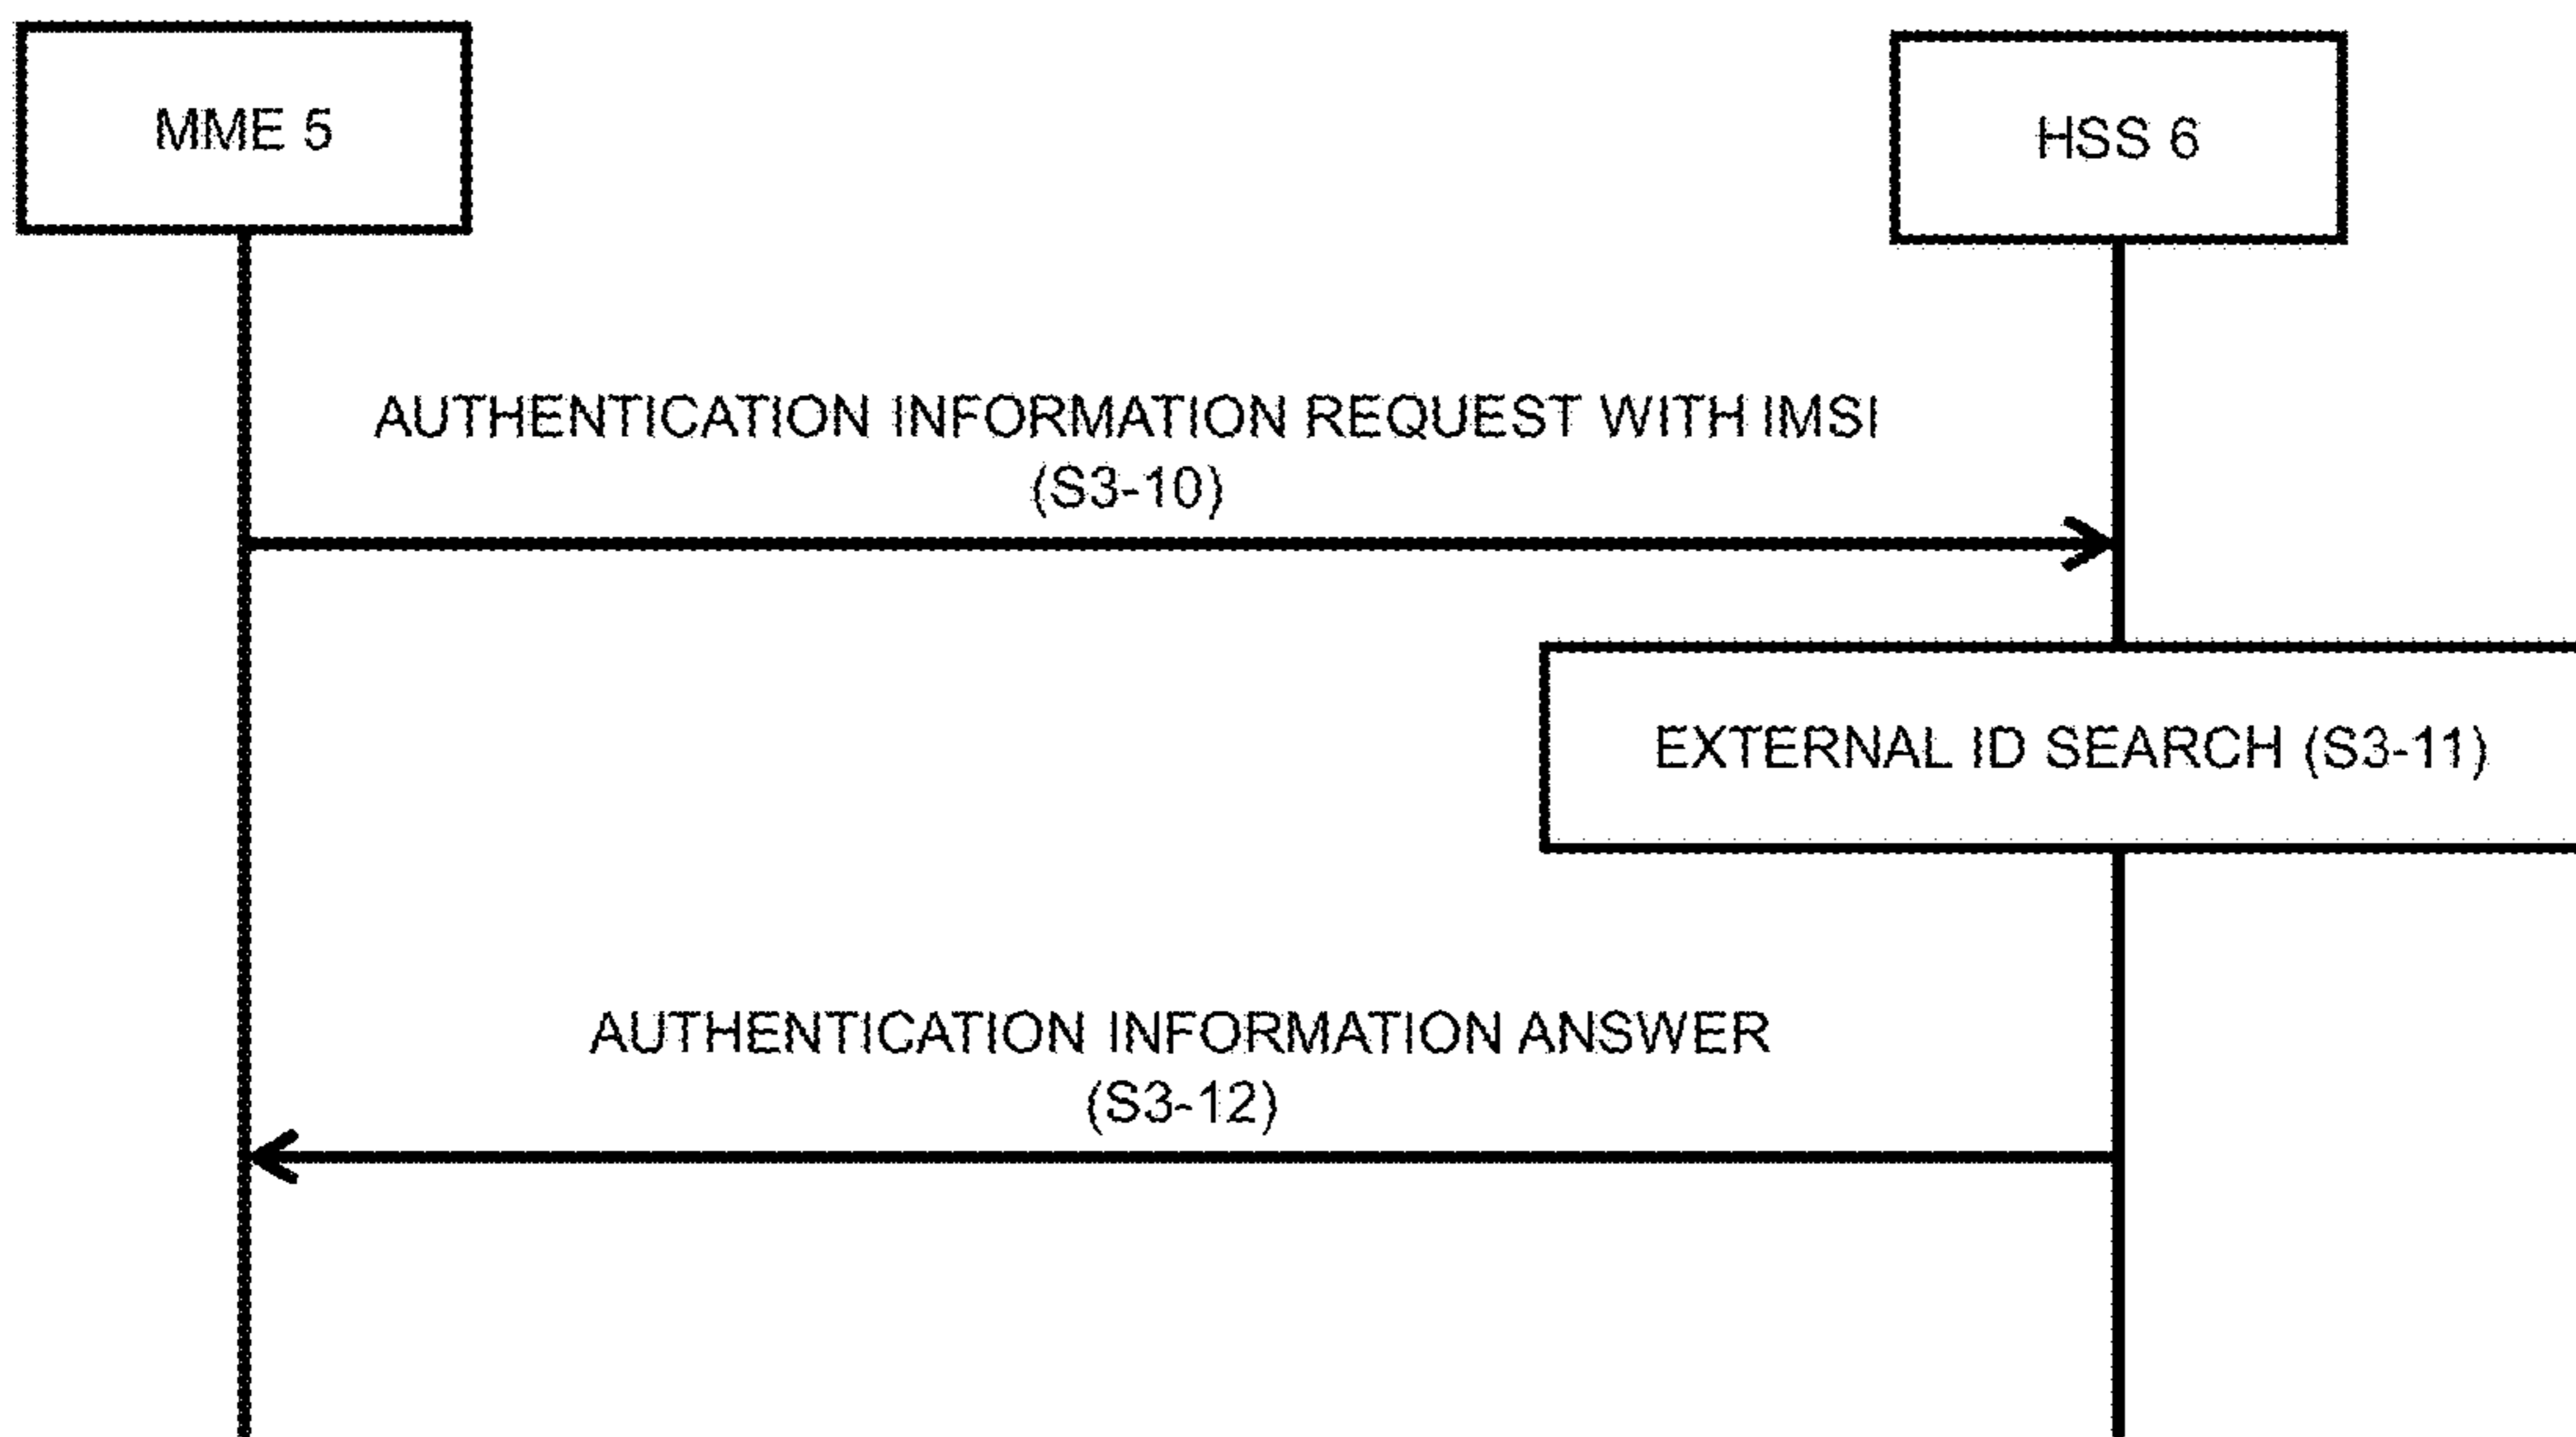 MME 5
HSS 6
AUTHENTICATION INFORMATION REQUEST WITH IMSI
(S3-10)
EXTERNAL ID SEARCH (S3-11)
AUTHENTICATION INFORMATION ANSWER
(S3-12)